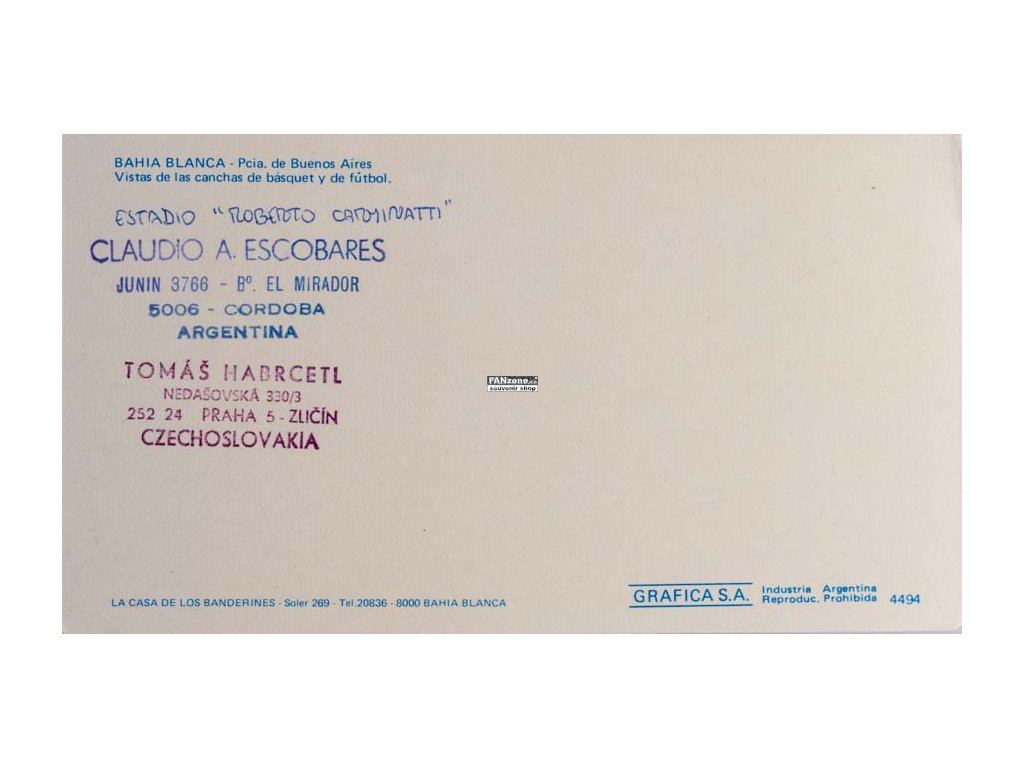 BAHIA BLANCA - Pcia. de Buenos Aires
Vistas de las canchas de básquet y de fútbol.
ESTADIO "ROBERTO CARMINATTI"
CLAUDIO A. ESCOBARES
JUNIN 3766 - Bº. EL MIRADOR
5006 - CORDOBA
ARGENTINA
TOMÁŠ HABRCETL
NEDAŠOVSKÁ 330/3
252 24 PRAHA 5 - ZLIČÍN
CZECHOSLOVAKIA
FANzone.cz
souvenir shop
LA CASA DE LOS BANDERINES - Soler 269 - Tel.20836 - 8000 BAHIA BLANCA
GRAFICA S.A.
Industria Argentina
Reproduc. Prohibida 4494